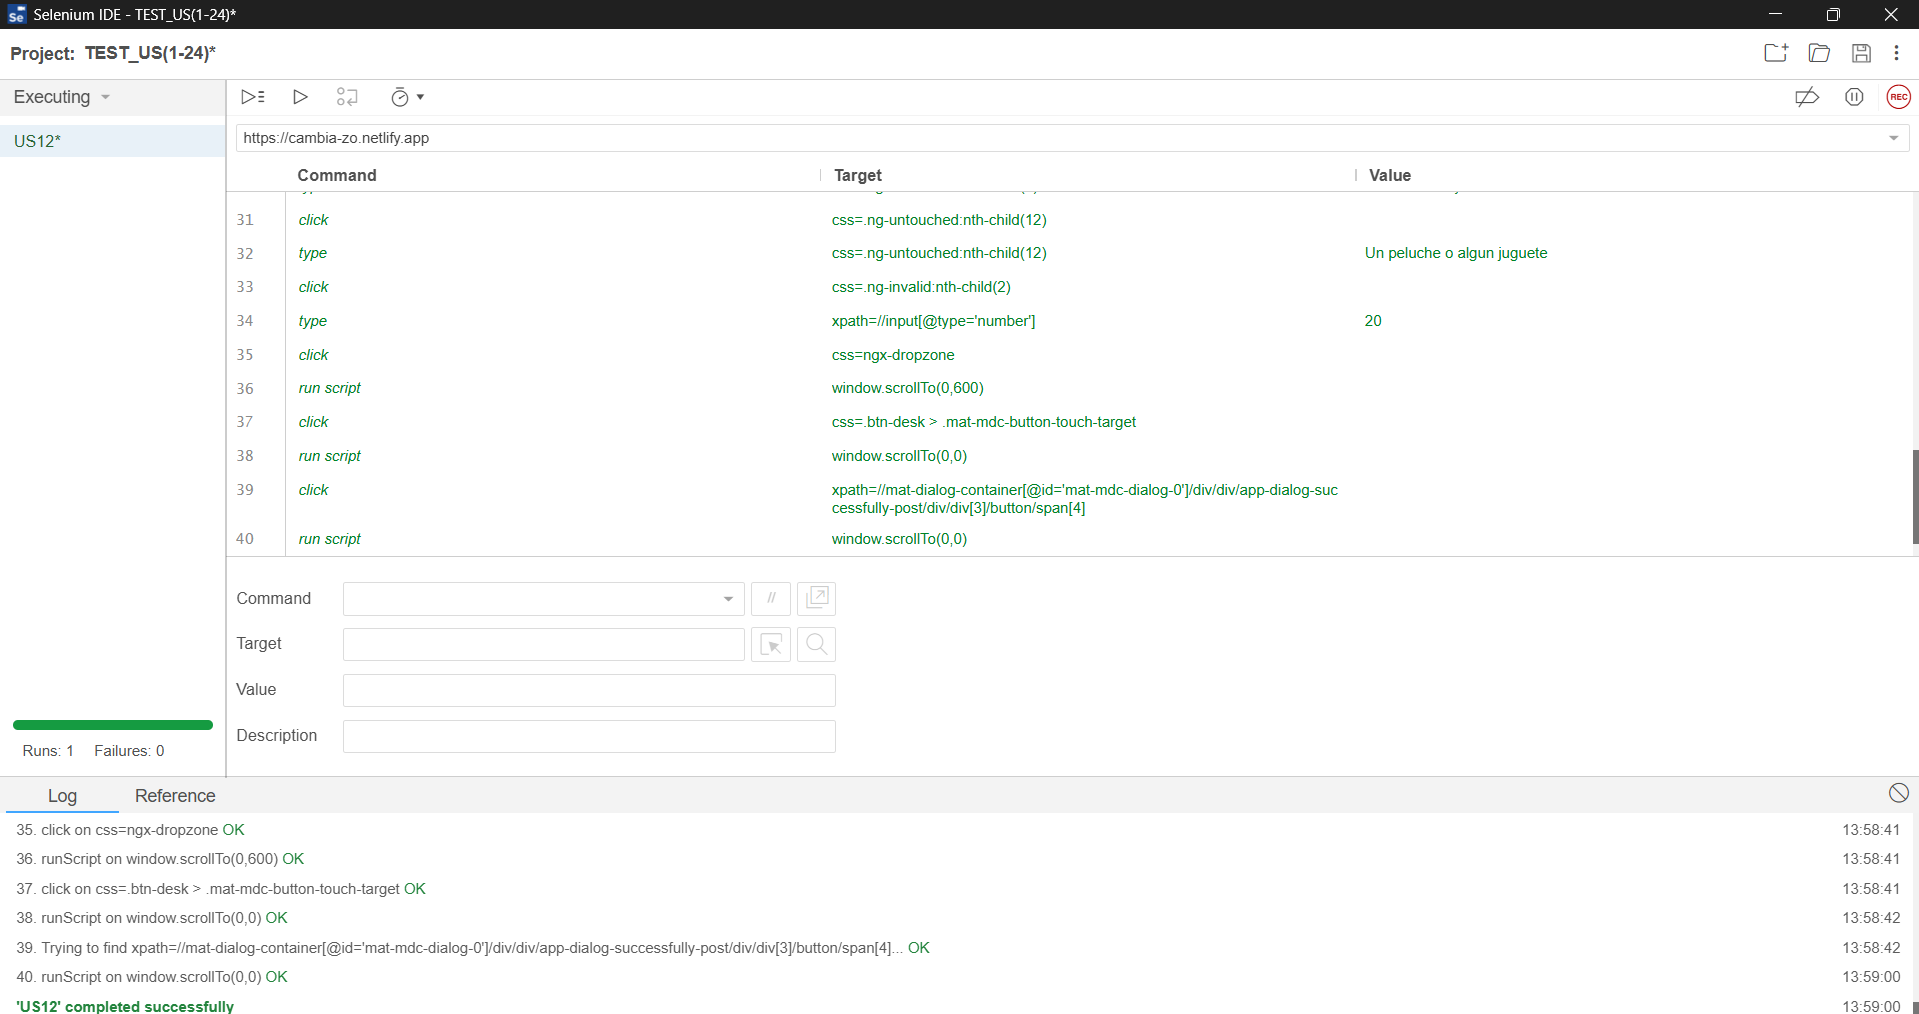 Selenium IDE - TEST_US(1-24)*
Project: TEST_US(1-24)*
Executing
US12*
https://cambia-zo.netlify.app
REC
Command Target Value
31 click css=.ng-untouched:nth-child(12)
32 type css=.ng-untouched:nth-child(12) Un peluche o algun juguete
33 click css=.ng-invalid:nth-child(2)
34 type xpath=//input[@type='number'] 20
35 click css=ngx-dropzone
36 run script window.scrollTo(0,600)
37 click css=.btn-desk > .mat-mdc-button-touch-target
38 run script window.scrollTo(0,0)
39 click xpath=//mat-dialog-container[@id='mat-mdc-dialog-0']/div/div/app-dialog-suc
cessfully-post/div/div[3]/button/span[4]
40 run script window.scrollTo(0,0)
Command //
Target
Value
Description
Runs: 1 Failures: 0
Log Reference
35. click on css=ngx-dropzone OK 13:58:41
36. runScript on window.scrollTo(0,600) OK 13:58:41
37. click on css=.btn-desk > .mat-mdc-button-touch-target OK 13:58:41
38. runScript on window.scrollTo(0,0) OK 13:58:42
39. Trying to find xpath=//mat-dialog-container[@id='mat-mdc-dialog-0']/div/div/app-dialog-successfully-post/div/div[3]/button/span[4]... OK 13:58:42
40. runScript on window.scrollTo(0,0) OK 13:59:00
'US12' completed successfully 13:59:00